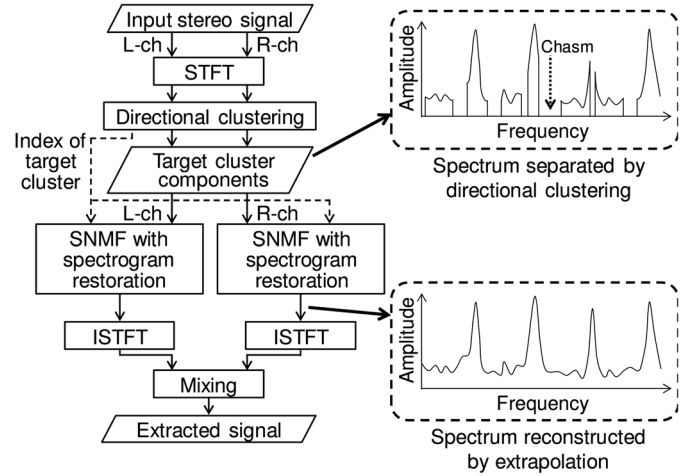 Input stereo signal
L-ch
R-ch
STFT
Directional clustering
Index of
target
cluster
Target cluster
components
L-ch
R-ch
SNMF with
spectrogram
restoration
SNMF with
spectrogram
restoration
ISTFT
ISTFT
Mixing
Extracted signal
Amplitude
Chasm
Frequency
Spectrum separated by
directional clustering
Amplitude
Frequency
Spectrum reconstructed
by extrapolation